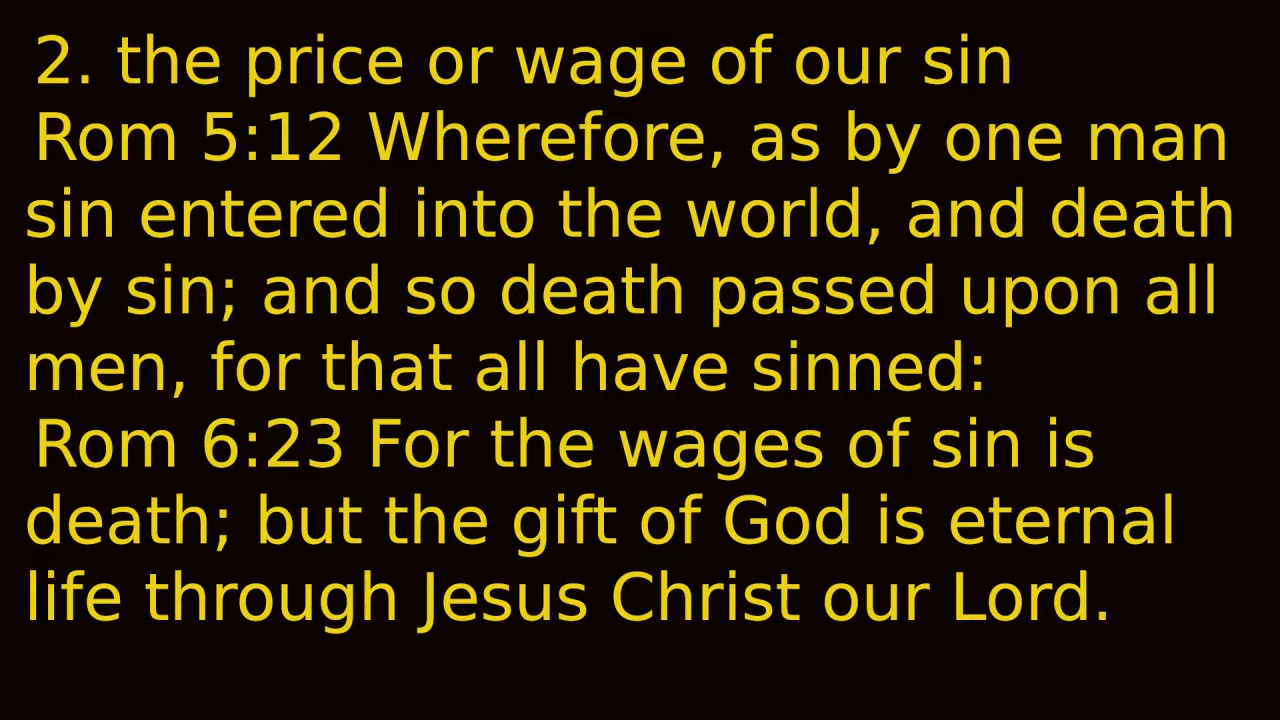 2. the price or wage of our sin
Rom 5:12 Wherefore, as by one man
sin entered into the world, and death
by sin; and so death passed upon all
men, for that all have sinned:
Rom 6:23 For the wages of sin is
death; but the gift of God is eternal
life through Jesus Christ our Lord.